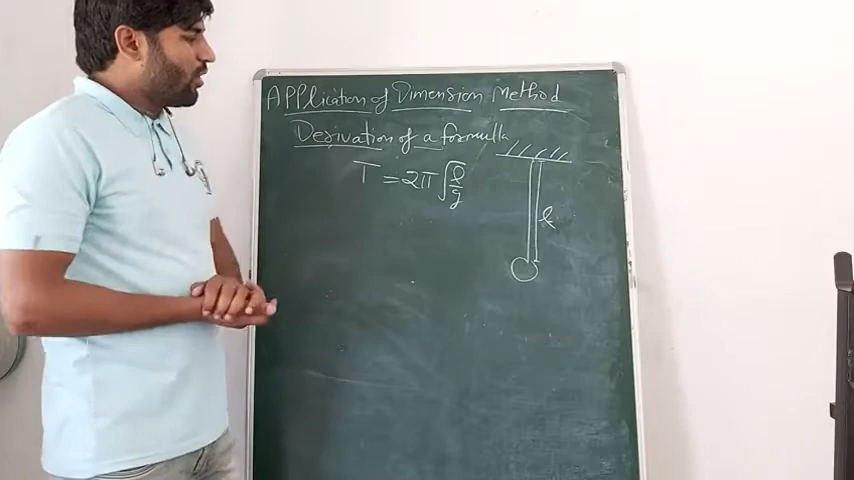 Application of Dimension Method
Derivation of a formulla
T = 2π √l/g
l